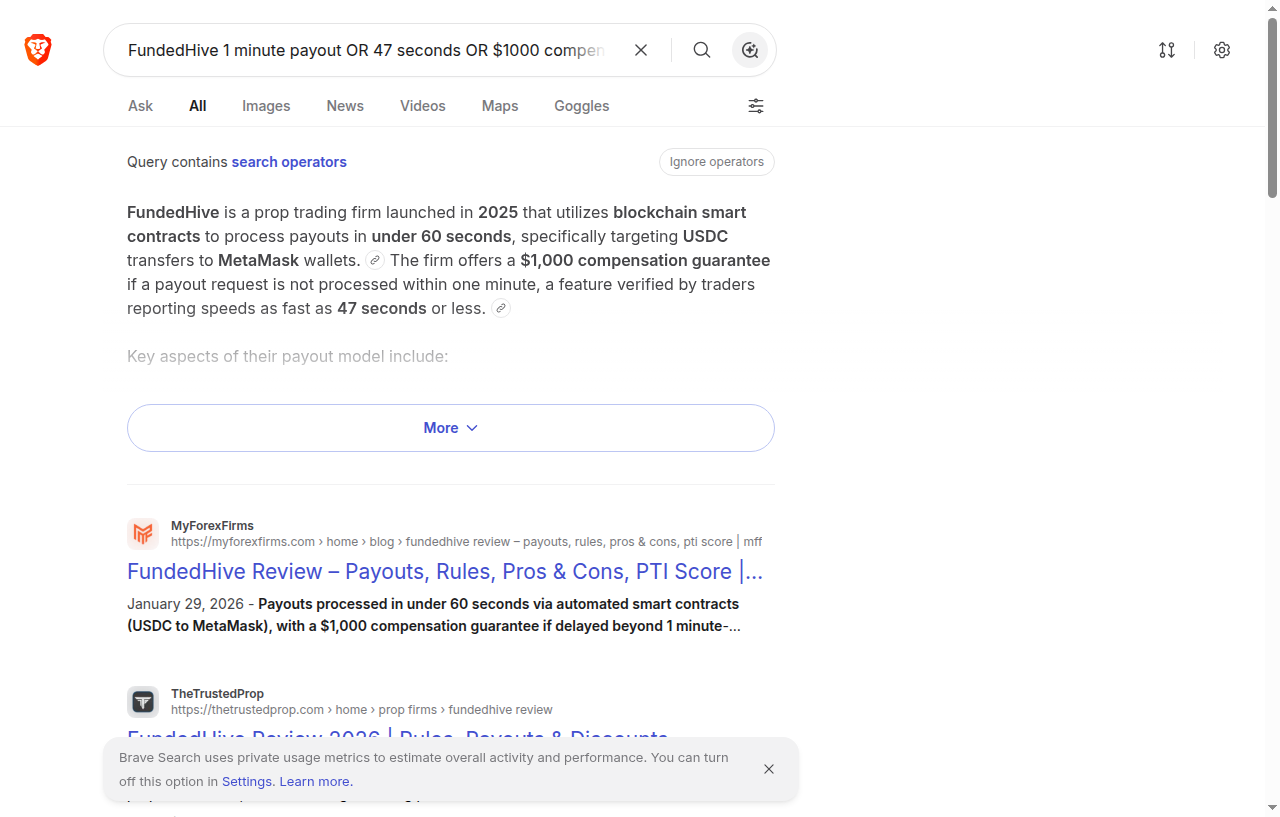 FundedHive 1 minute payout OR 47 seconds OR $1000 compen
Ask All Images News Videos Maps Goggles
Query contains search operators
Ignore operators
FundedHive is a prop trading firm launched in 2025 that utilizes blockchain smart
contracts to process payouts in under 60 seconds, specifically targeting USDC
transfers to MetaMask wallets. The firm offers a $1,000 compensation guarantee
if a payout request is not processed within one minute, a feature verified by traders
reporting speeds as fast as 47 seconds or less.
Key aspects of their payout model include:
More
MyForexFirms
https://myforexfirms.com › home › blog › fundedhive review – payouts, rules, pros & cons, pti score | mff
FundedHive Review – Payouts, Rules, Pros & Cons, PTI Score |...
January 29, 2026 - Payouts processed in under 60 seconds via automated smart contracts
(USDC to MetaMask), with a $1,000 compensation guarantee if delayed beyond 1 minute-...
TheTrustedProp
https://thetrustedprop.com › home › prop firms › fundedhive review
FundedHive Review 2026 | Rules, Payouts & Discounts
Brave Search uses private usage metrics to estimate overall activity and performance. You can turn
off this option in Settings. Learn more.